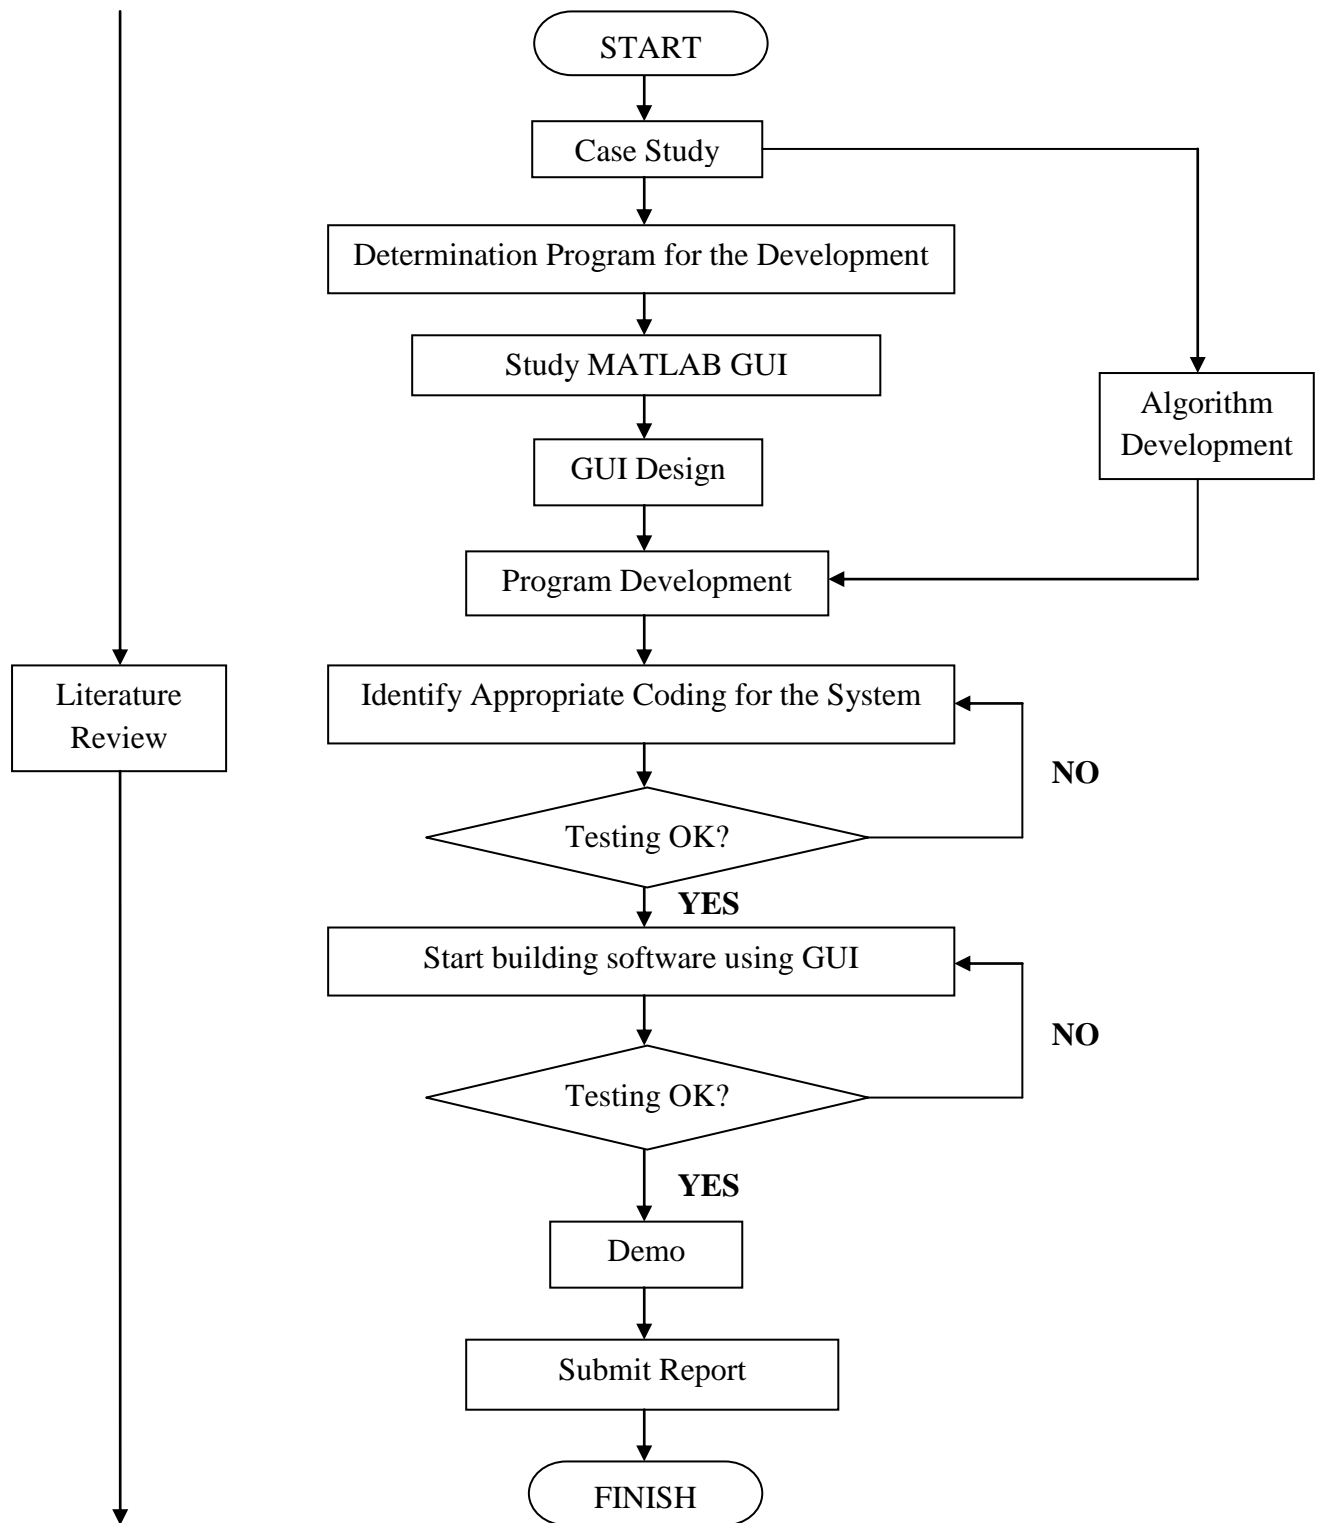 START
Case Study
Determination Program for the Development
Study MATLAB GUI
Algorithm
Development
GUI Design
Program Development
Literature
Review
Identify Appropriate Coding for the System
NO
Testing OK?
YES
Start building software using GUI
NO
Testing OK?
YES
Demo
Submit Report
FINISH